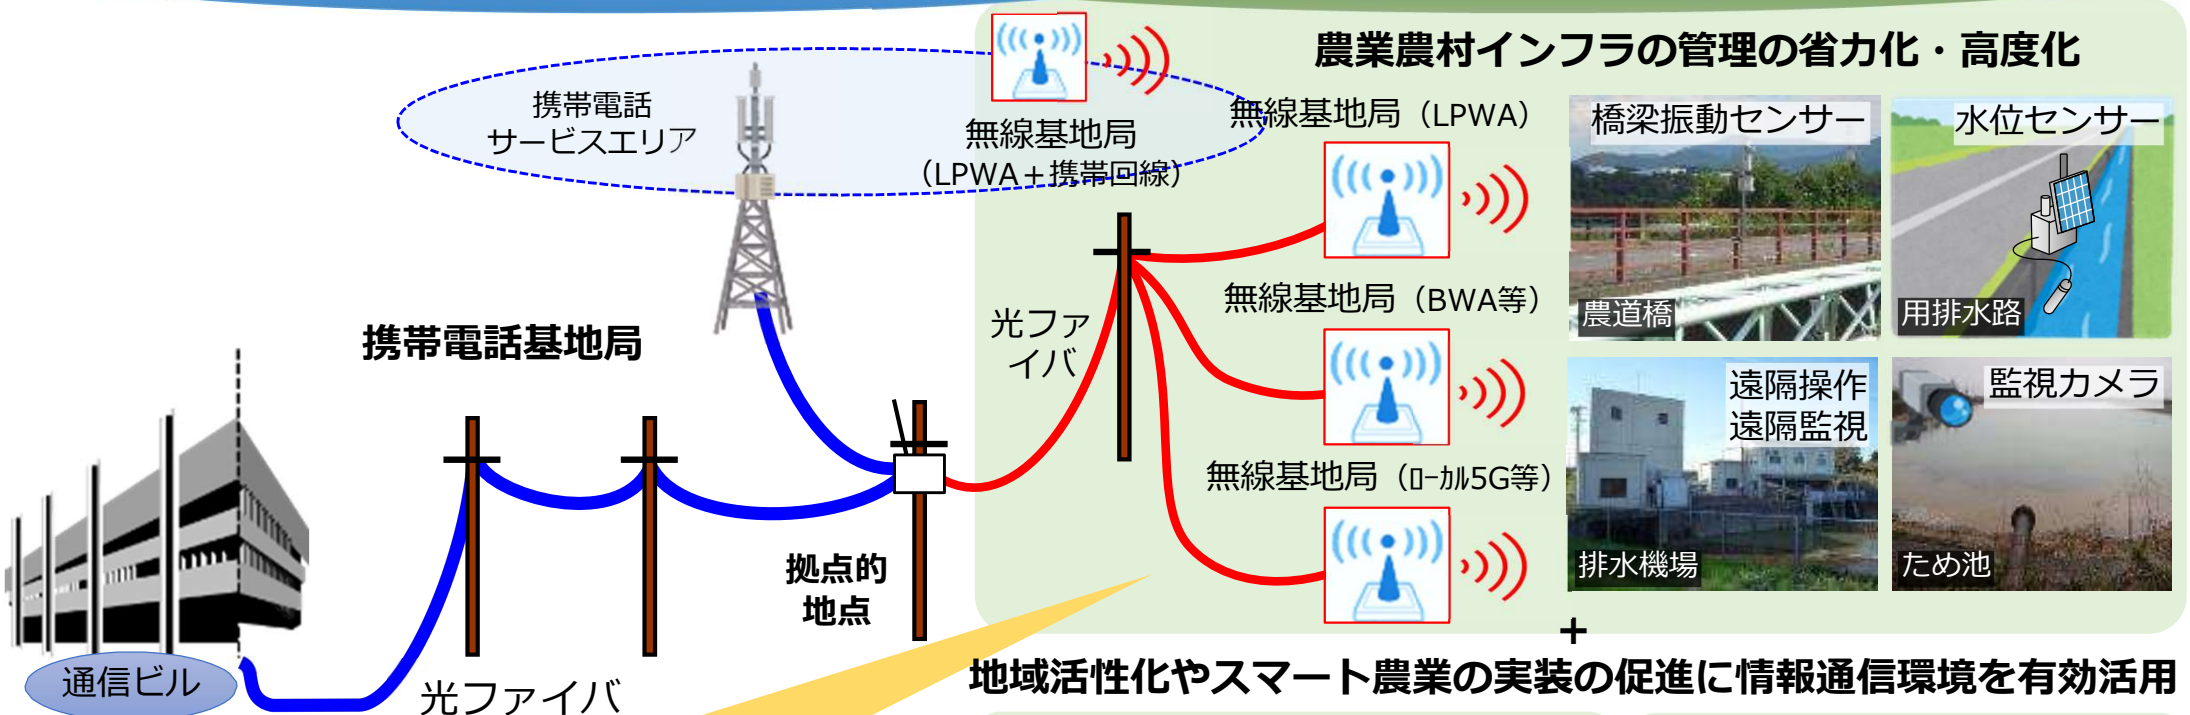 農業農村インフラの管理の省力化・高度化
携帯電話
サービスエリア
無線基地局
（LPWA＋携帯回線）
無線基地局（LPWA）
橋梁振動センサー
農道橋
水位センサー
用排水路
携帯電話基地局
光ファ
イバ
無線基地局（BWA等）
無線基地局（ﾛｰｶﾙ5G等）
遠隔操作
遠隔監視
排水機場
監視カメラ
ため池
拠点的
地点
通信ビル
光ファイバ
+
地域活性化やスマート農業の実装の促進に情報通信環境を有効活用